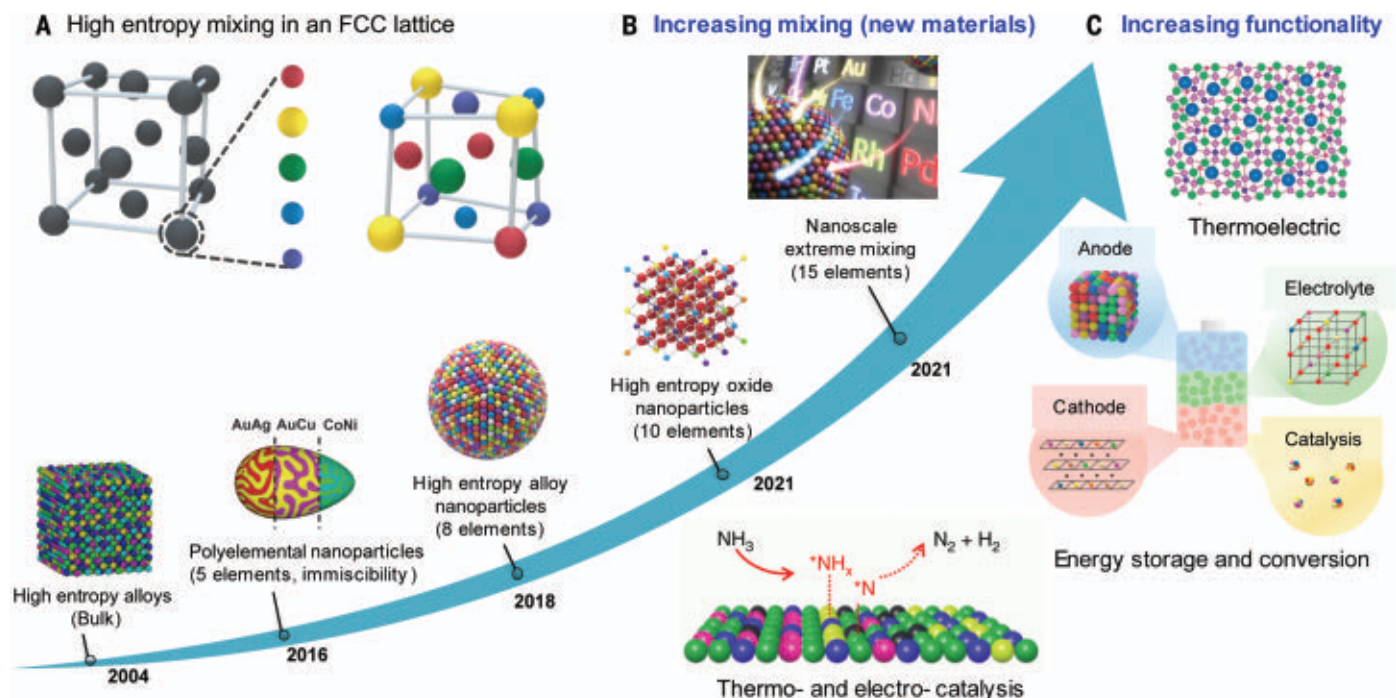 A High entropy mixing in an FCC lattice
B Increasing mixing (new materials)
C Increasing functionality
Pt
Au
Fe
Co
Rh
Pd
Nanoscale
extreme mixing
(15 elements)
Thermoelectric
Anode
Electrolyte
Cathode
Catalysis
Energy storage and conversion
High entropy oxide
nanoparticles
(10 elements)
2021
2021
AuAg AuCu CoNi
High entropy alloy
nanoparticles
(8 elements)
2018
Polyelemental nanoparticles
(5 elements, immiscibility)
2016
High entropy alloys
(Bulk)
2004
NH3
*NHx
*N
N2 + H2
Thermo- and electro- catalysis